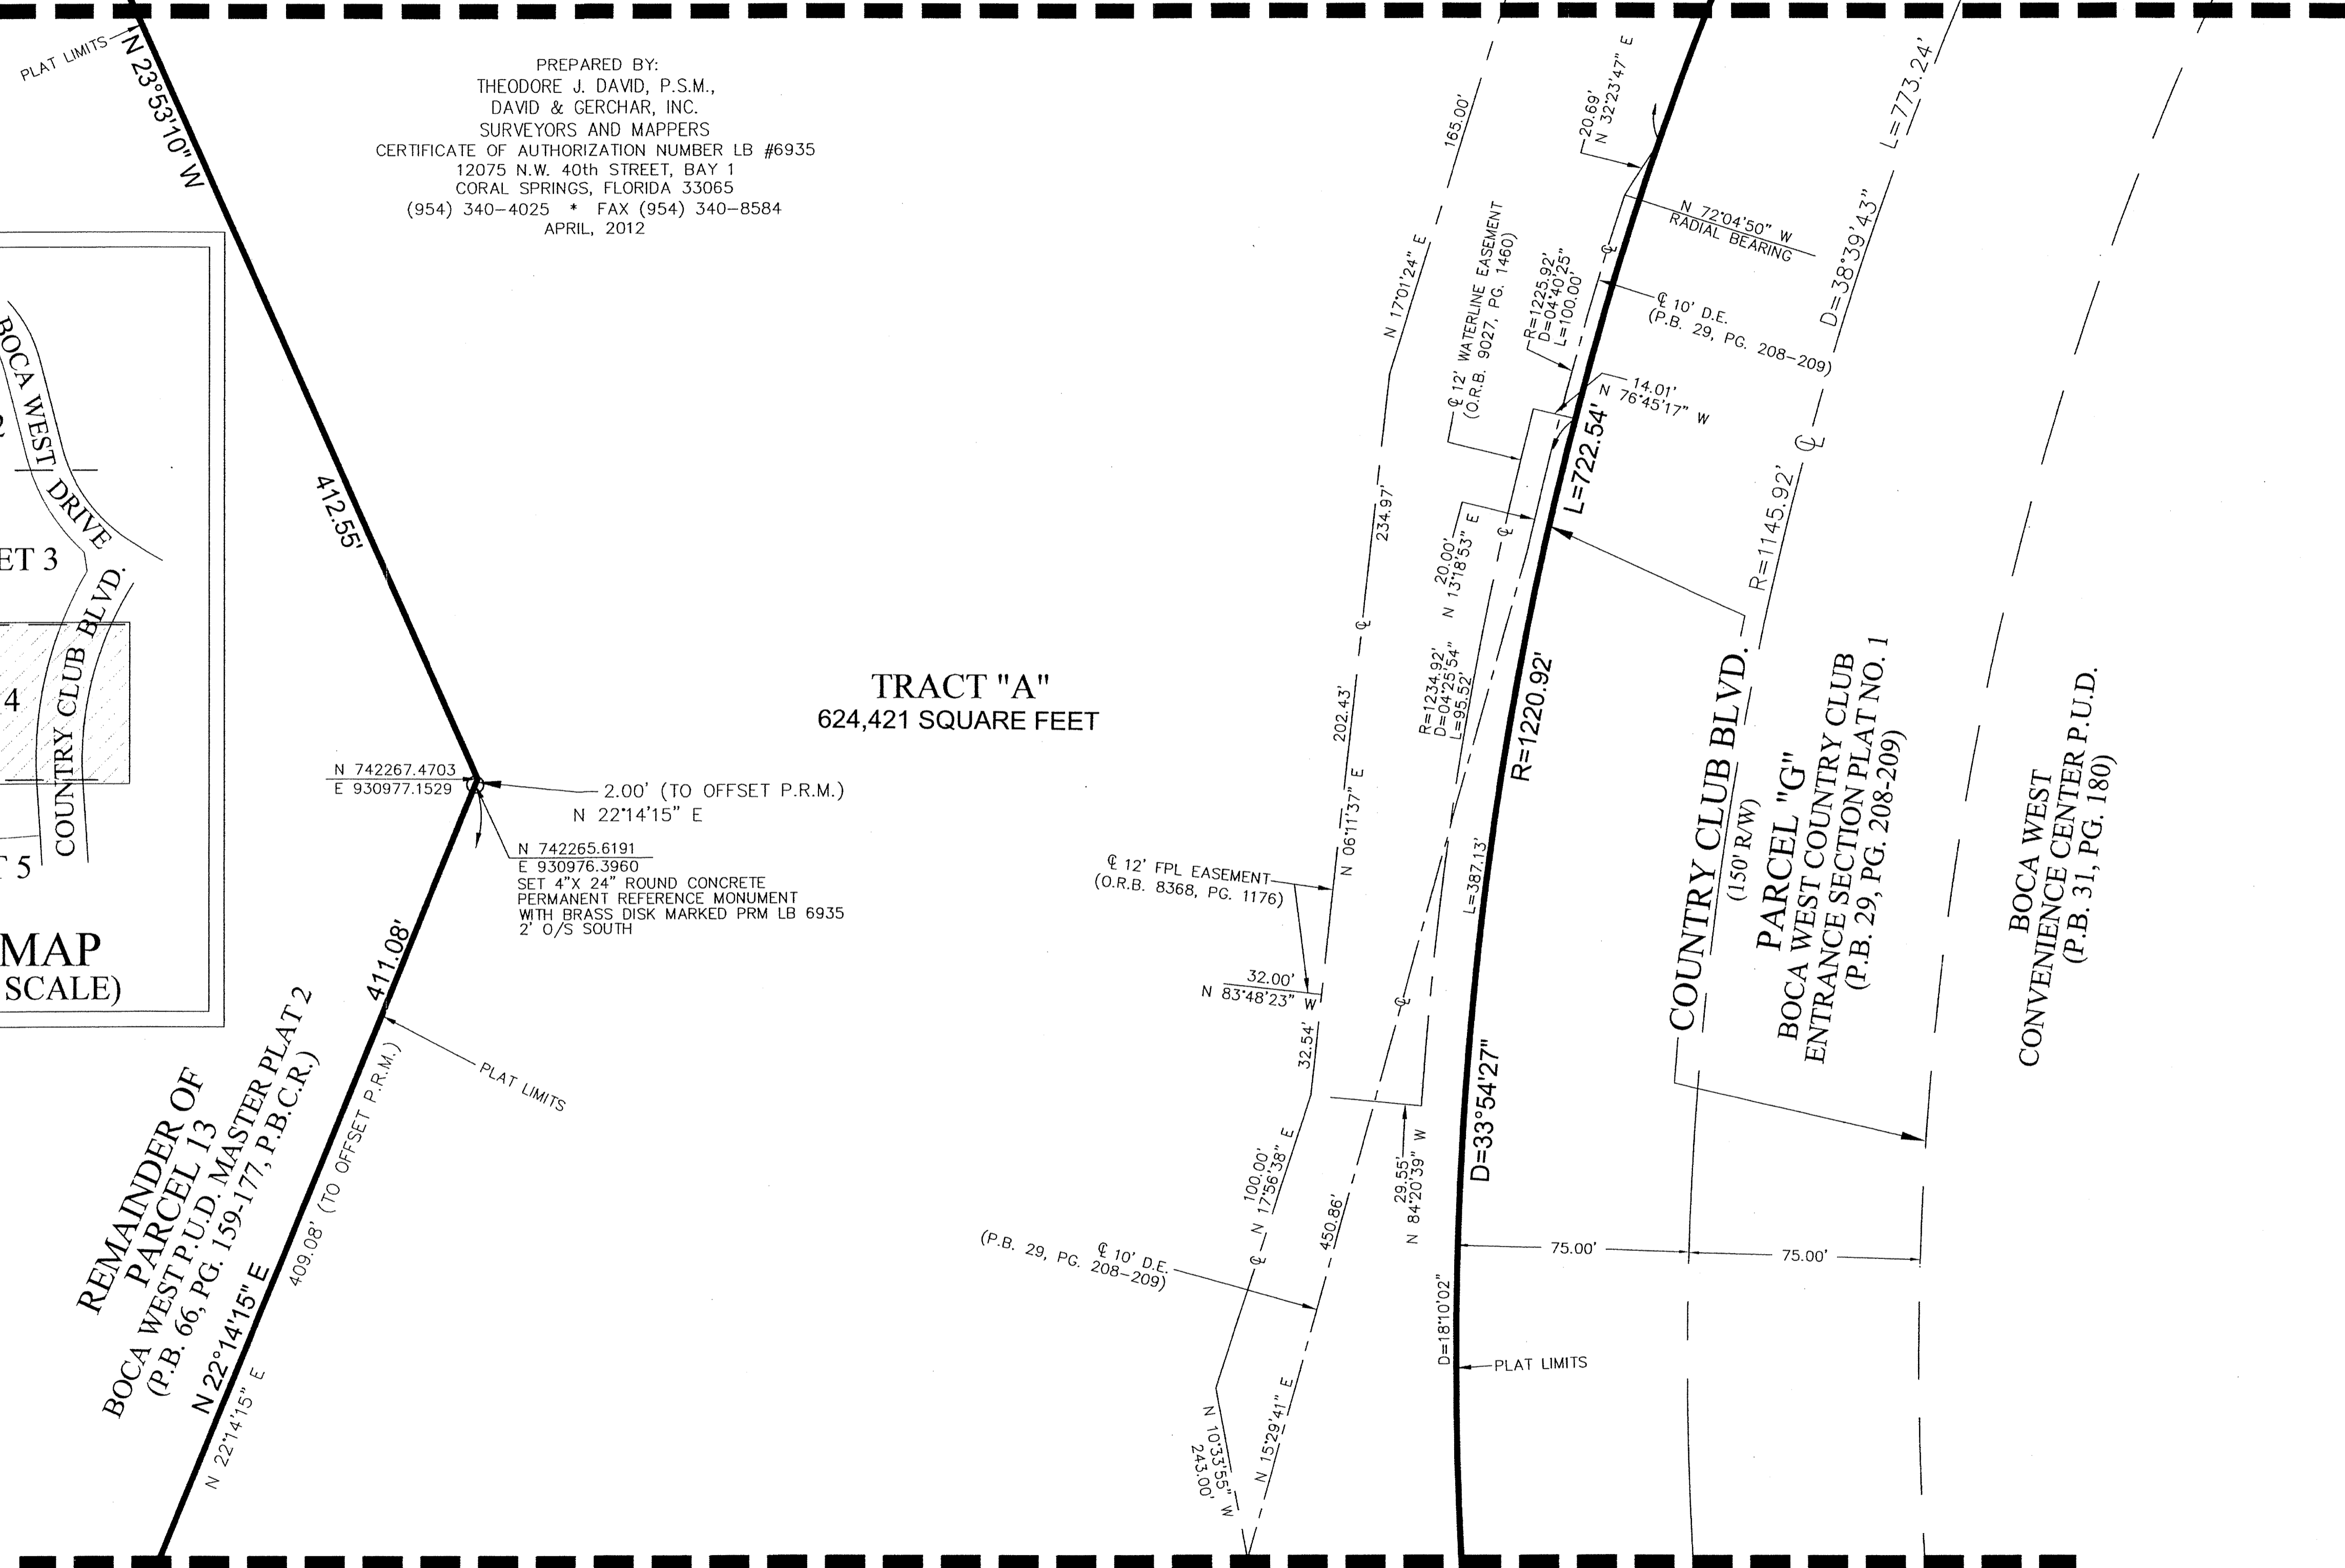 PLAT LIMITS
N 23°53'10" W
412.55'
PREPARED BY:
THEODORE J. DAVID, P.S.M.,
DAVID & GERCHAR, INC.
SURVEYORS AND MAPPERS
CERTIFICATE OF AUTHORIZATION NUMBER LB #6935
12075 N.W. 40th STREET, BAY 1
CORAL SPRINGS, FLORIDA 33065
(954) 340-4025 * FAX (954) 340-8584
APRIL, 2012
BOCA WEST DRIVE
ET 3
COUNTRY CLUB BLVD.
4
T 5
MAP
SCALE)
TRACT "A"
624,421 SQUARE FEET
N 742267.4703
E 930977.1529
2.00' (TO OFFSET P.R.M.)
N 22°14'15" E
N 742265.6191
E 930976.3960
SET 4"X 24" ROUND CONCRETE
PERMANENT REFERENCE MONUMENT
WITH BRASS DISK MARKED PRM LB 6935
2' O/S SOUTH
411.08'
N 22°14'15" E
PLAT LIMITS
409.08' (TO OFFSET P.R.M.)
N 22°14'15" E
REMAINDER OF
PARCEL 13
BOCA WEST P.U.D. MASTER PLAT 2
(P.B. 66, PG. 159-177, P.B.C.R.)
165.00'
N 17°01'24" E
234.97'
℄
202.43'
N 06°11'37" E
℄ 12' FPL EASEMENT
(O.R.B. 8368, PG. 1176)
32.00'
N 83°48'23" W
32.54'
100.00'
N 17°56'38" E
℄
N 10°33'55" W
243.00'
℄ 10' D.E.
(P.B. 29, PG. 208-209)
450.86'
N 15°29'41" E
℄
29.55'
N 84°20'39" W
20.69'
N 32°23'47" E
N 72°04'50" W
RADIAL BEARING
℄
℄ 10' D.E.
(P.B. 29, PG. 208-209)
R=1225.92'
D=04°40'25"
L=100.00'
℄ 12' WATERLINE EASEMENT
(O.R.B. 9027, PG. 1460)
14.01'
N 76°45'17" W
20.00'
N 13°18'53" E
℄
R=1234.92'
D=04°25'54"
L=95.52'
L=722.54'
R=1220.92'
D=33°54'27"
L=387.13'
D=18°10'02"
PLAT LIMITS
75.00'
75.00'
L=773.24'
D=38°39'43"
℄
R=1145.92'
COUNTRY CLUB BLVD.
(150' R/W)
PARCEL "G"
BOCA WEST COUNTRY CLUB
ENTRANCE SECTION PLAT NO. 1
(P.B. 29, PG. 208-209)
BOCA WEST
CONVENIENCE CENTER P.U.D.
(P.B. 31, PG. 180)